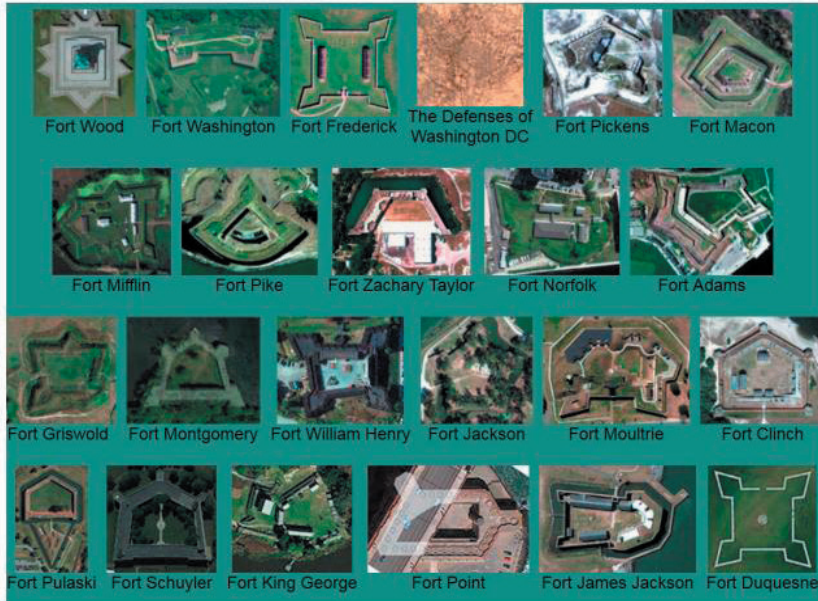 Fort Wood
Fort Washington
Fort Frederick
The Defenses of
Washington DC
Fort Pickens
Fort Macon
Fort Mifflin
Fort Pike
Fort Zachary Taylor
Fort Norfolk
Fort Adams
Fort Griswold
Fort Montgomery
Fort William Henry
Fort Jackson
Fort Moultrie
Fort Clinch
Fort Pulaski
Fort Schuyler
Fort King George
Fort Point
Fort James Jackson
Fort Duquesne